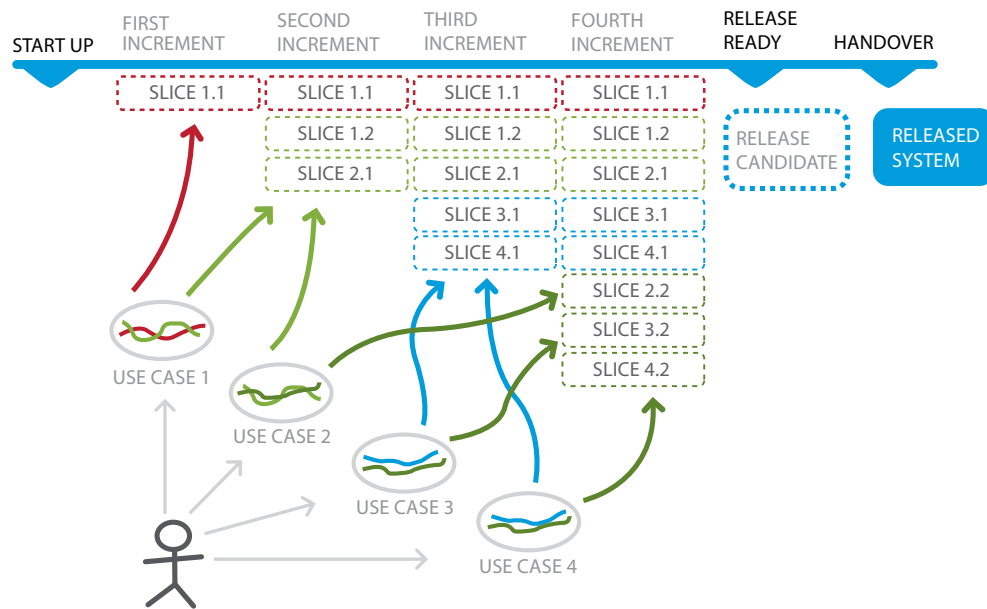 START UP
FIRST
INCREMENT
SECOND
INCREMENT
THIRD
INCREMENT
FOURTH
INCREMENT
RELEASE
READY
HANDOVER
SLICE 1.1
SLICE 1.1
SLICE 1.1
SLICE 1.1
SLICE 1.2
SLICE 1.2
SLICE 1.2
SLICE 2.1
SLICE 2.1
SLICE 2.1
SLICE 3.1
SLICE 3.1
SLICE 4.1
SLICE 4.1
SLICE 2.2
SLICE 3.2
SLICE 4.2
RELEASE
CANDIDATE
RELEASED
SYSTEM
USE CASE 1
USE CASE 2
USE CASE 3
USE CASE 4